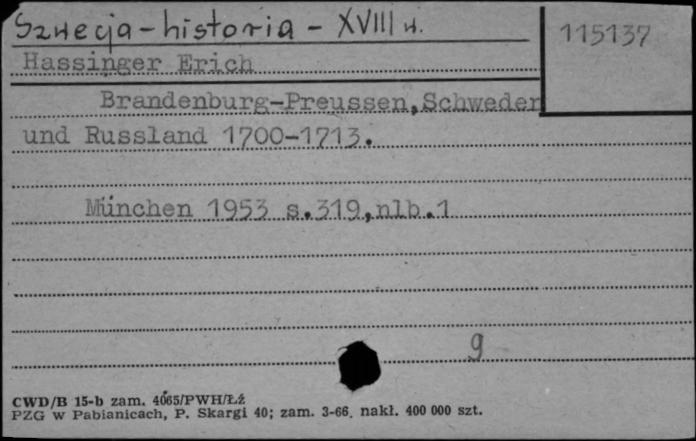 Szwecja - historia - XVIII w.
115137
Hassinger Erich
Brandenburg-Preussen, Schweden
und Russland 1700-1713.
München 1953 s.319,nlb.1
9
CWD/B 15-b zam. 4065/PWH/Łź
PZG w Pabianicach, P. Skargi 40; zam. 3-66. nakł. 400 000 szt.